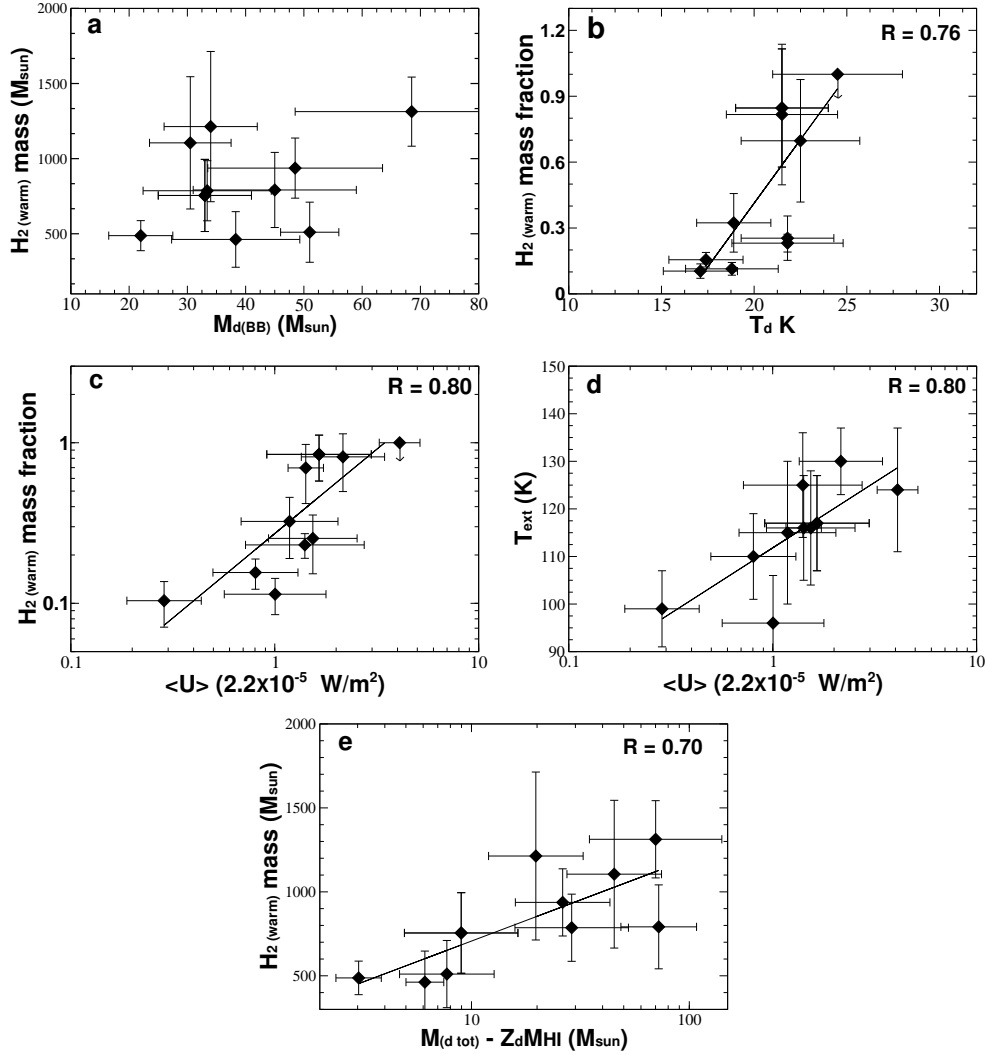 a
2000
1500
1000
500
H2 (warm) mass (Msun)
10 20 30 40 50 60 70 80
Md(BB) (Msun)
b
R = 0.76
1.2
0.9
0.6
0.3
0
H2 (warm) mass fraction
10 15 20 25 30
Td K
c
R = 0.80
1
0.1
H2 (warm) mass fraction
0.1 1 10
<U> (2.2x10-5 W/m2)
d
R = 0.80
150
140
130
120
110
100
90
Text (K)
0.1 1 10
<U> (2.2x10-5 W/m2)
e
R = 0.70
2000
1500
1000
500
H2 (warm) mass (Msun)
10 100
M(d tot) - ZdMHI (Msun)